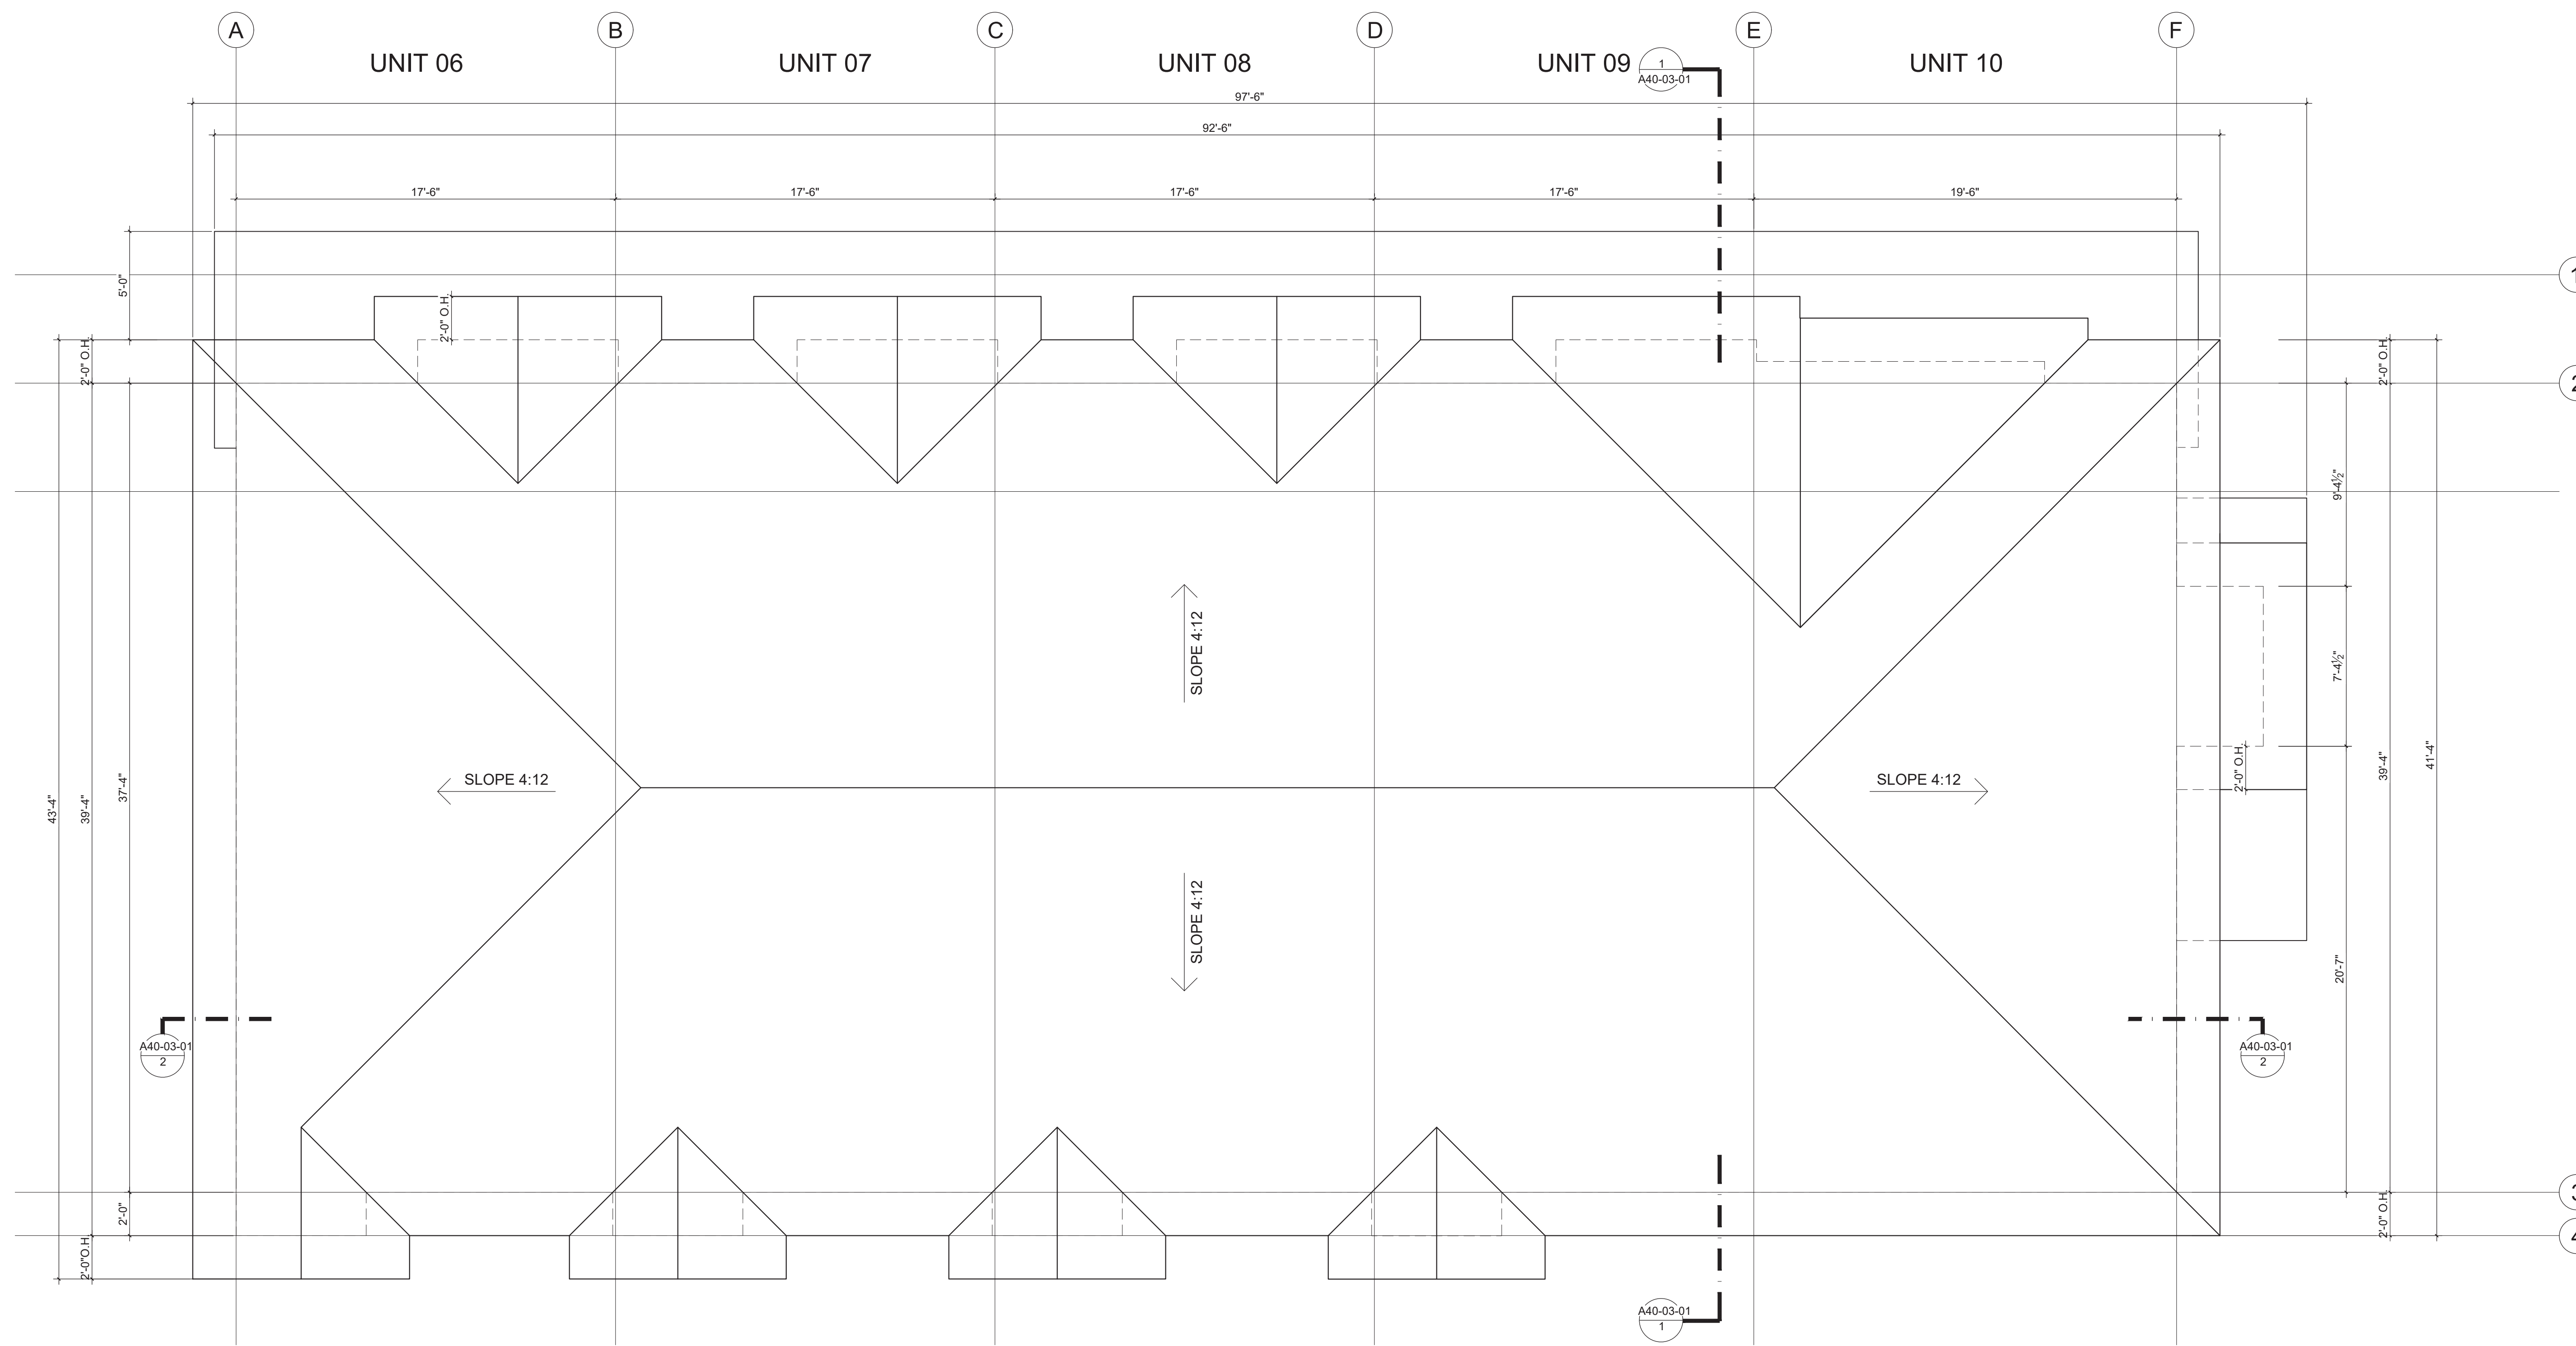 A
B
C
D
E
F
UNIT 06
UNIT 07
UNIT 08
UNIT 09
UNIT 10
1
A40-03-01
97'-6"
92'-6"
17'-6"
17'-6"
17'-6"
17'-6"
19'-6"
5'-0"
1
2'-0" O.H.
2'-0" O.H.
2'-0" O.H.
2
9'-4½"
SLOPE 4:12
7'-4½"
SLOPE 4:12
SLOPE 4:12
2'-0" O.H.
43'-4"
39'-4"
37'-4"
39'-4"
41'-4"
SLOPE 4:12
20'-7"
A40-03-01
2
A40-03-01
2
2'-0"
2'-0"O.H.
2'-0" O.H.
3
4
A40-03-01
1